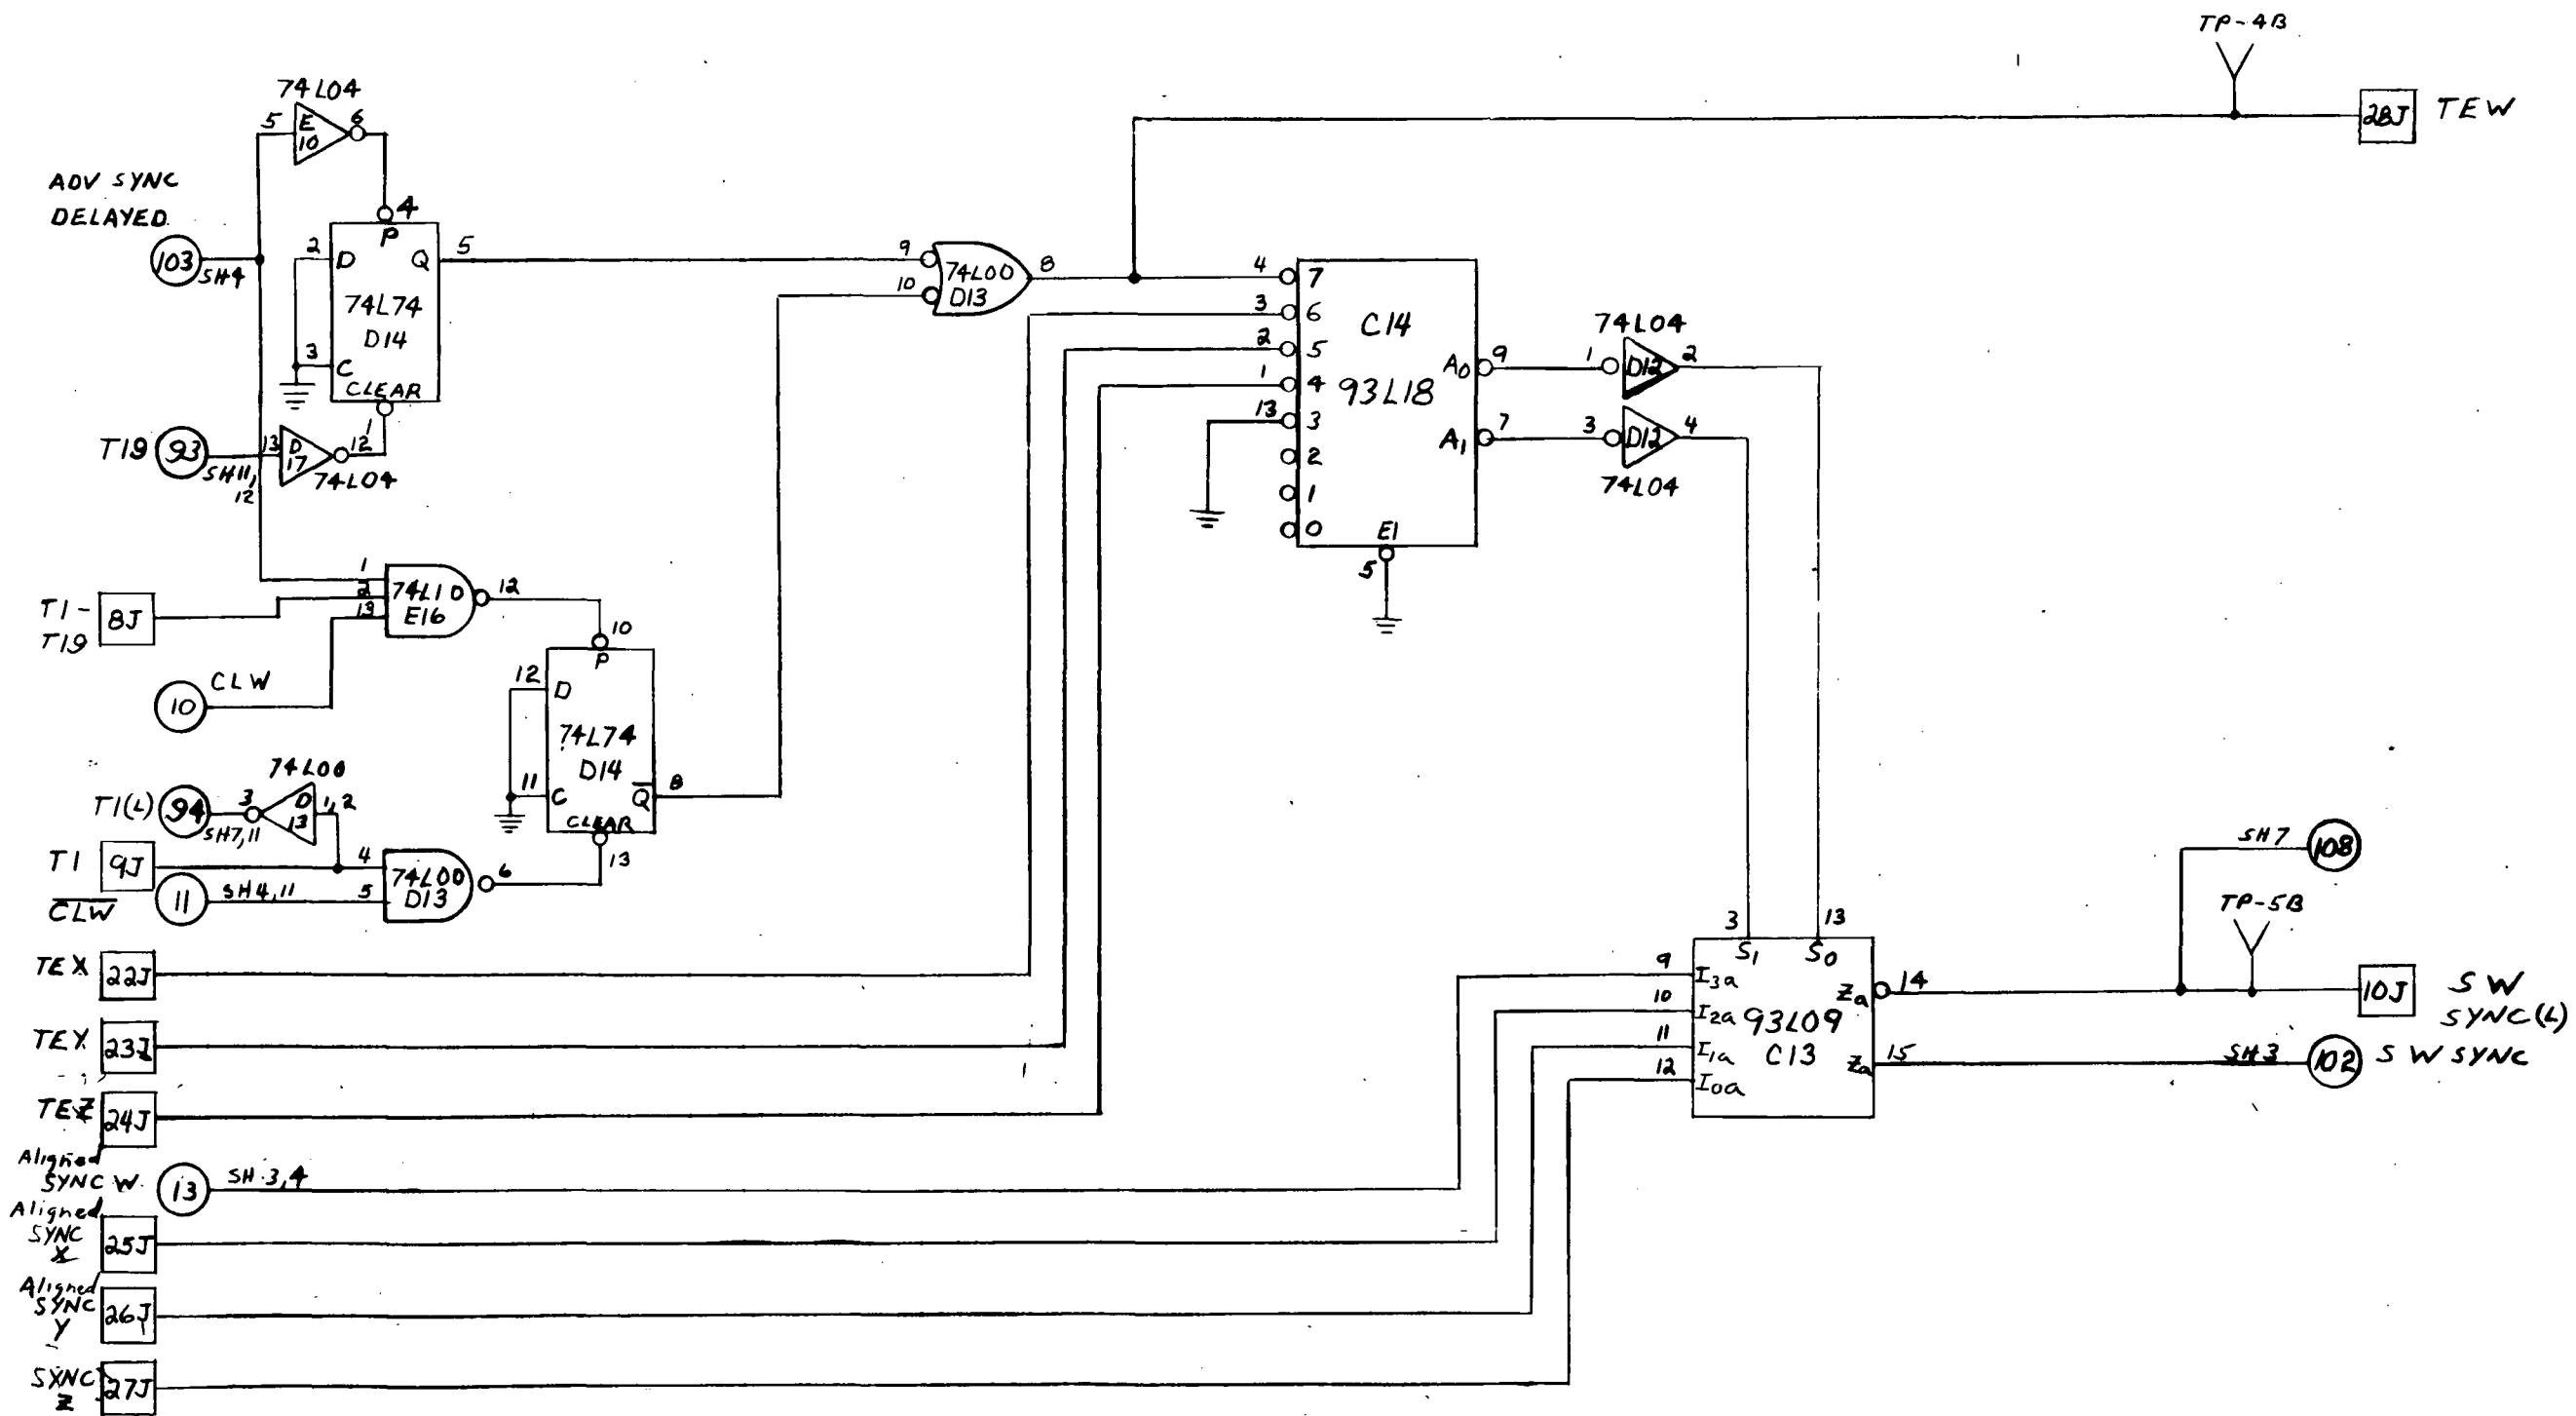 TP-4B
28J TEW
74L04
5 E 10 6
ADV SYNC
DELAYED
103 SH4
4
P
2 D Q 5
74L74
D14
3 C
CLEAR
1
T19 93 SH11,
12
13 D 17 12
74L04
9
10
74L00
D13
8
4 7
3 6
2 5
1 4
13 3
2
1
0
C14
93L18
A0 9
A1 7
E1
5
74L04
1 D12 2
3 D12 4
74L04
T1-
T19
8J
1
2
13
74L10
E16
12
10 CLW
10
P
12 D
74L74
D14
11 C Q̅ 8
CLEAR
13
74L00
T1(L) 94 3 D 13 1,2
SH7,11
T1 9J 4
C̅L̅W̅ 11 SH4,11 5
74L00
D13
6
TEX 22J
TEY 23J
TEZ 24J
Aligned
SYNC W 13 SH 3,4
Aligned
SYNC
X
25J
Aligned
SYNC
Y
26J
SYNC
Z
27J
3 13
S1 S0
9 I3a
10 I2a
11 I1a
12 I0a
93L09
C13
Za 14
Za 15
SH7 108
TP-5B
10J SW
SYNC(L)
SH3 102 SW SYNC